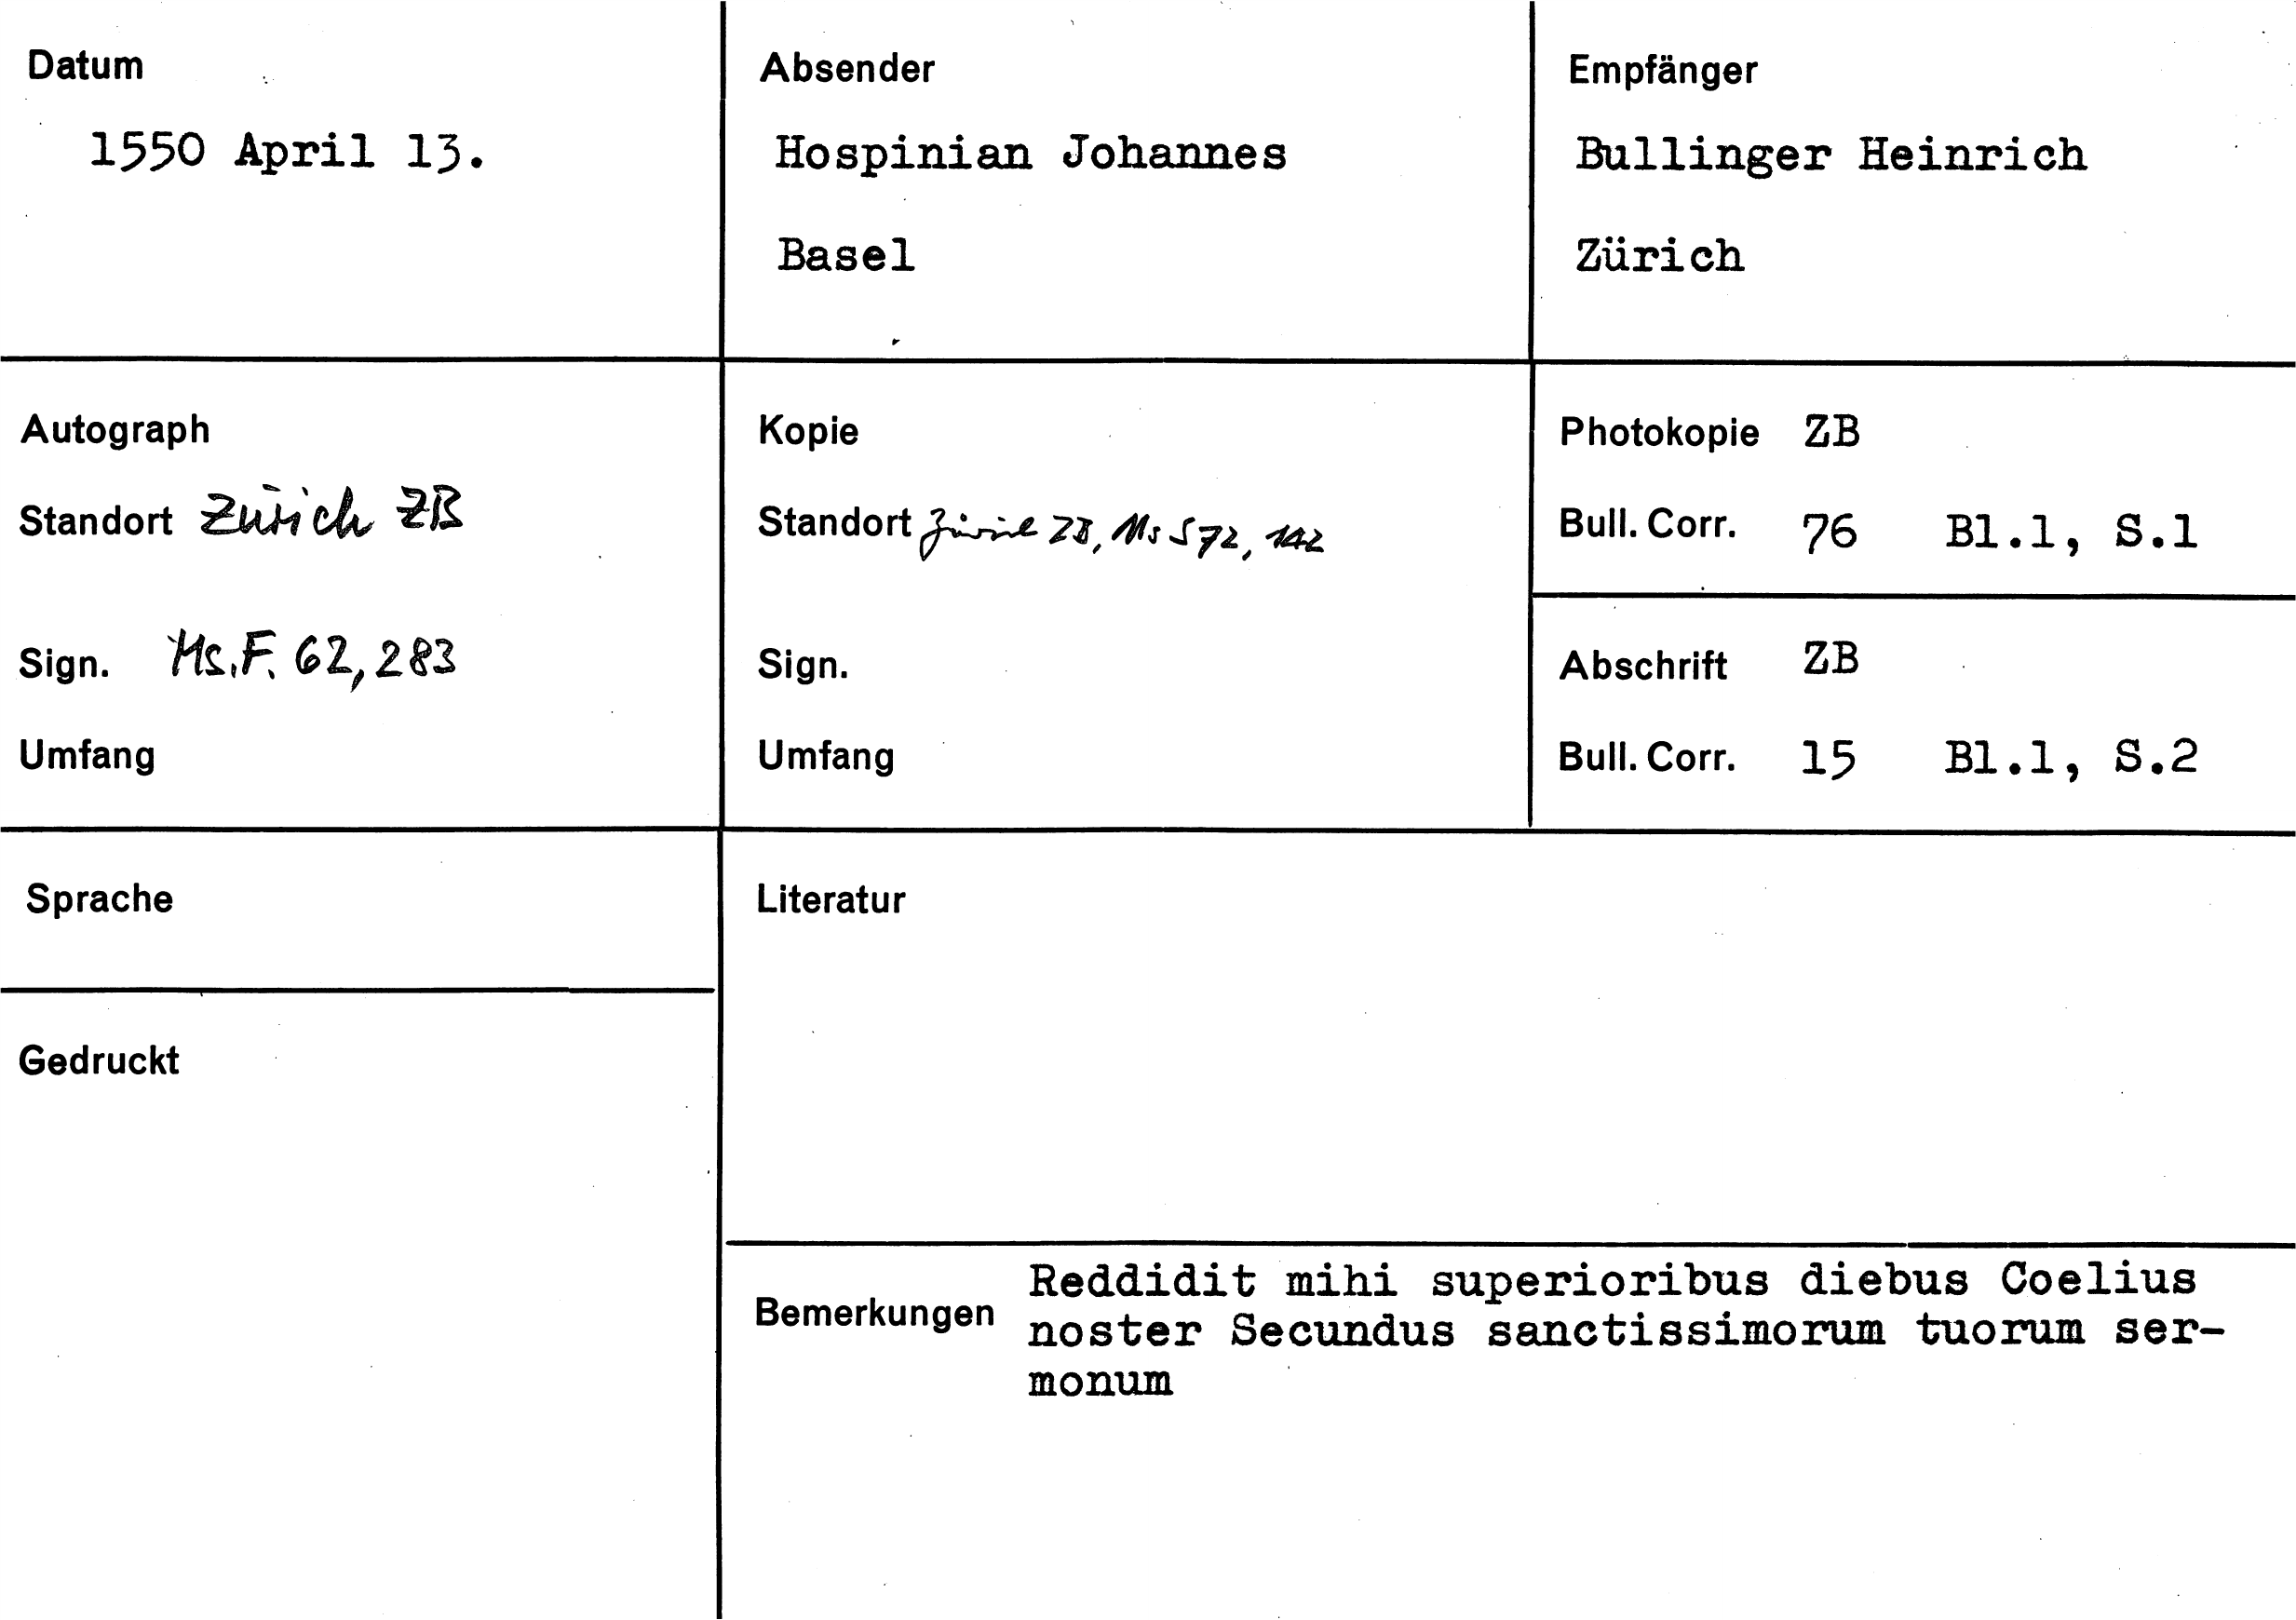 Datum
1550 April 13.
Absender
Hospinian Johannes
Basel
Empfänger
Bullinger Heinrich
Zürich
Autograph
Standort Zürich ZB
Sign. Ms.F. 62, 283
Umfang
Kopie
Standort Zürich ZB, Ms S 72, 142
Sign.
Umfang
Photokopie ZB
Bull. Corr. 76 Bl.1, S.1
Abschrift ZB
Bull. Corr. 15 Bl.1, S.2
Sprache
Gedruckt
Literatur
Bemerkungen Reddidit mihi superioribus diebus Coelius
noster Secundus sanctissimorum tuorum ser-
monum